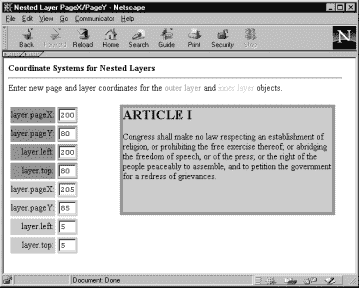 Nested Layer PageX/PageY - Netscape
File Edit View Go Communicator Help
Back Forward Reload Home Search Guide Print Security Stop
N
Coordinate Systems for Nested Layers
Enter new page and layer coordinates for the outer layer and inner layer objects.
layer.pageX: 200
layer.pageY: 80
layer.left: 200
layer.top: 80
layer.pageX: 205
layer.pageY: 85
layer.left: 5
layer.top: 5
ARTICLE I
Congress shall make no law respecting an establishment of
religion, or prohibiting the free exercise thereof; or abridging
the freedom of speech, or of the press; or the right of the
people peaceably to assemble, and to petition the government
for a redress of grievances.
Document: Done